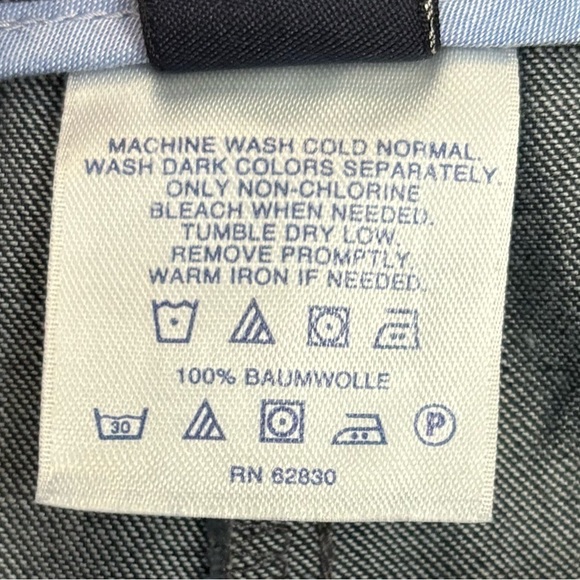 MACHINE WASH COLD NORMAL.
WASH DARK COLORS SEPARATELY.
ONLY NON-CHLORINE
BLEACH WHEN NEEDED.
TUMBLE DRY LOW.
REMOVE PROMPTLY.
WARM IRON IF NEEDED.
100% BAUMWOLLE
30 P
RN 62830